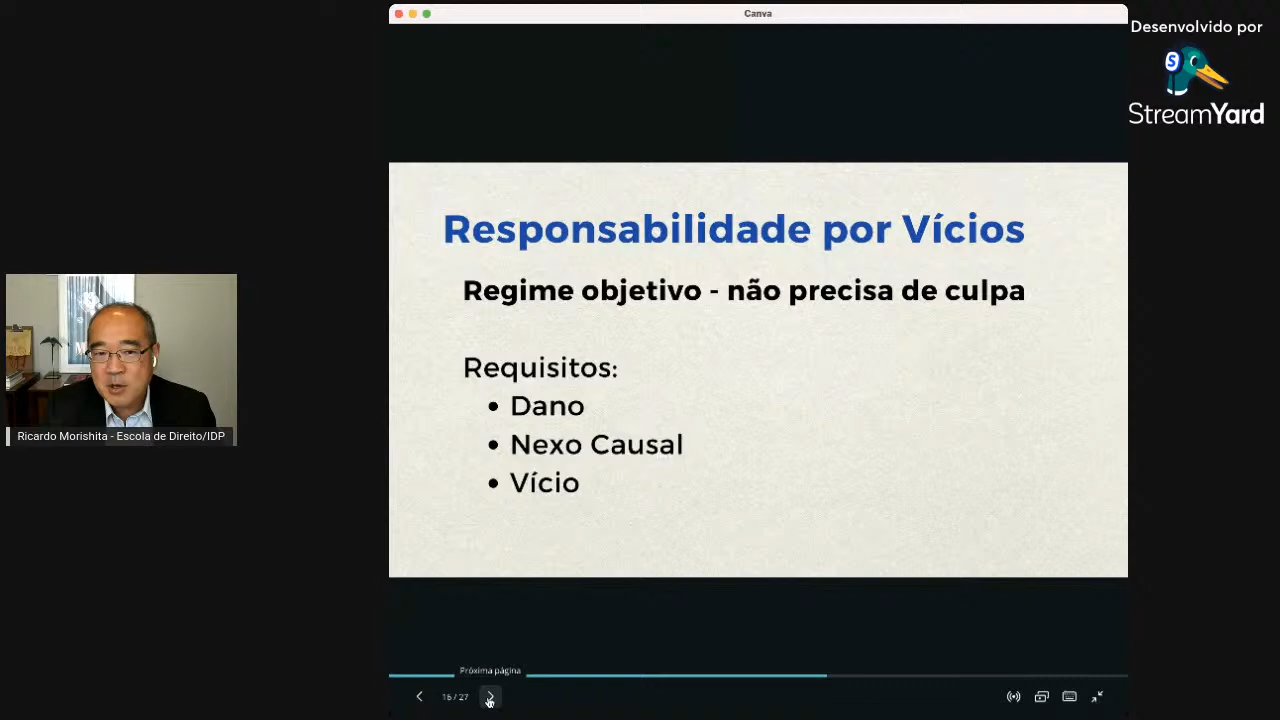 Canva
Desenvolvido por
StreamYard
Responsabilidade por Vícios
Regime objetivo - não precisa de culpa
Requisitos:
• Dano
• Nexo Causal
• Vício
Ricardo Morishita - Escola de Direito/IDP
Próxima página
16 / 27